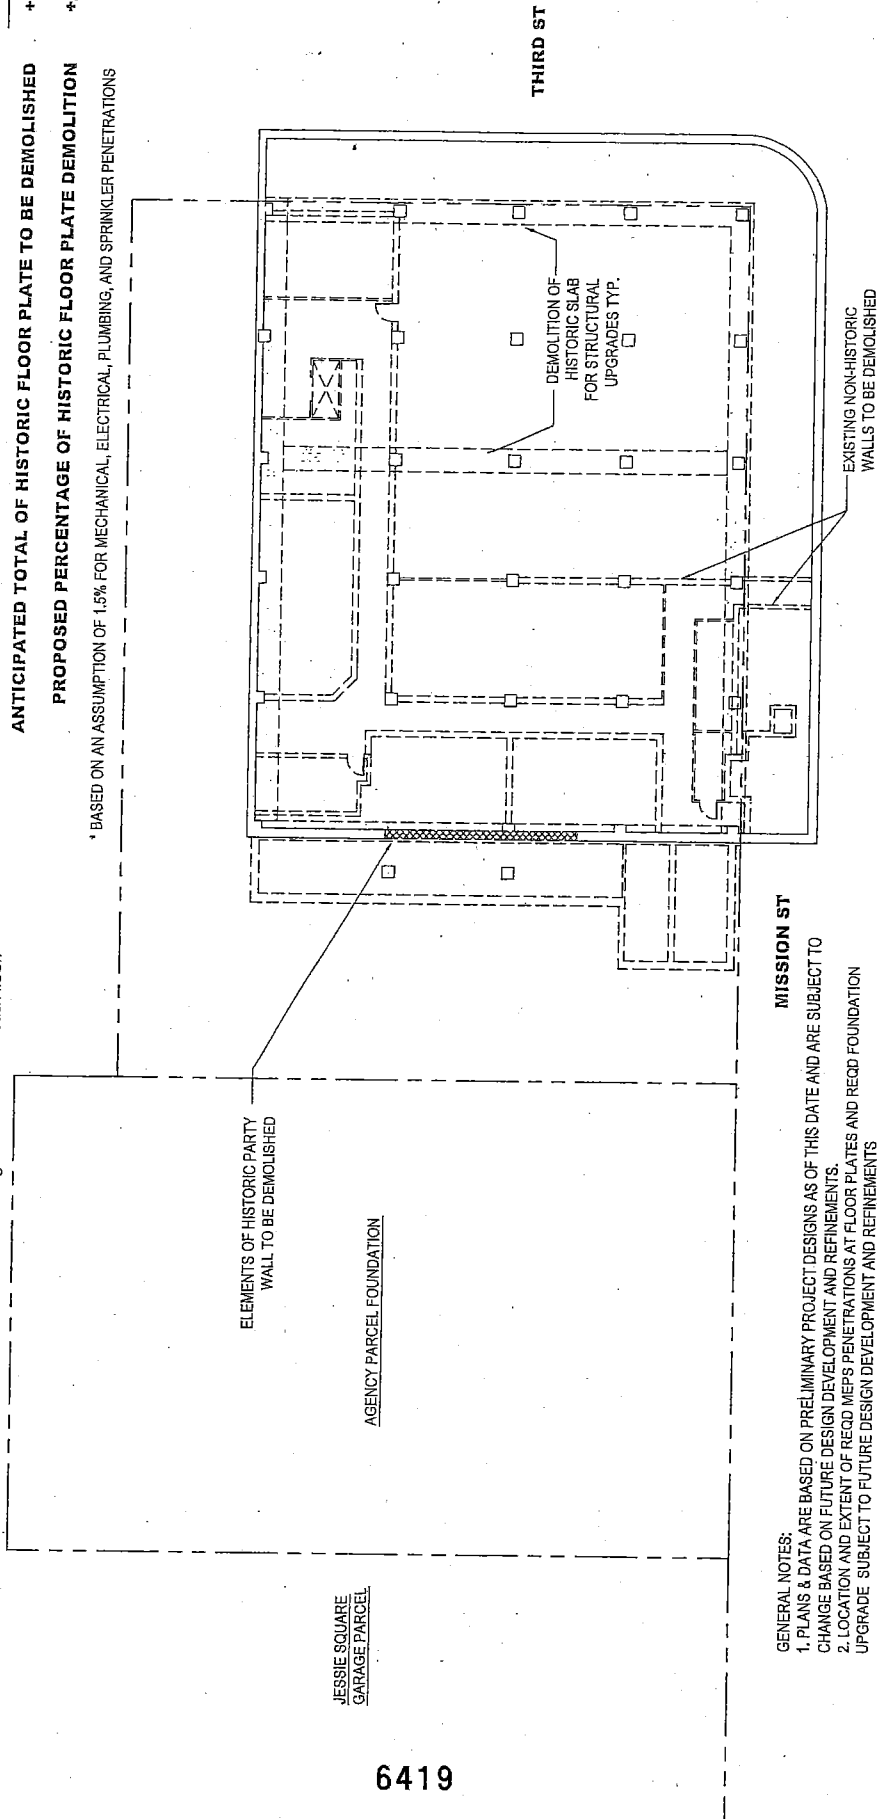 ANTICIPATED TOTAL OF HISTORIC FLOOR PLATE TO BE DEMOLISHED
PROPOSED PERCENTAGE OF HISTORIC FLOOR PLATE DEMOLITION
* BASED ON AN ASSUMPTION OF 1.5% FOR MECHANICAL, ELECTRICAL, PLUMBING, AND SPRINKLER PENETRATIONS
JESSIE SQUARE
GARAGE PARCEL
AGENCY PARCEL FOUNDATION
ELEMENTS OF HISTORIC PARTY
WALL TO BE DEMOLISHED
DEMOLITION OF
HISTORIC SLAB
FOR STRUCTURAL
UPGRADES TYP.
THIRD ST
EXISTING NON-HISTORIC
WALLS TO BE DEMOLISHED
MISSION ST
GENERAL NOTES:
1. PLANS & DATA ARE BASED ON PRELIMINARY PROJECT DESIGNS AS OF THIS DATE AND ARE SUBJECT TO
CHANGE BASED ON FUTURE DESIGN DEVELOPMENT AND REFINEMENTS.
2. LOCATION AND EXTENT OF REQD MEPS PENETRATIONS AT FLOOR PLATES AND REQD FOUNDATION
UPGRADE SUBJECT TO FUTURE DESIGN DEVELOPMENT AND REFINEMENTS
6419